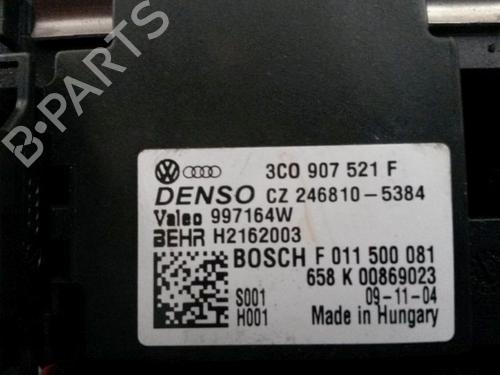 B-PARTS
3C0 907 521 F
DENSO CZ 246810-5384
Valeo 997164W
BEHR H2162003
BOSCH F 011 500 081
658 K 00869023
S001 09-11-04
H001 Made in Hungary